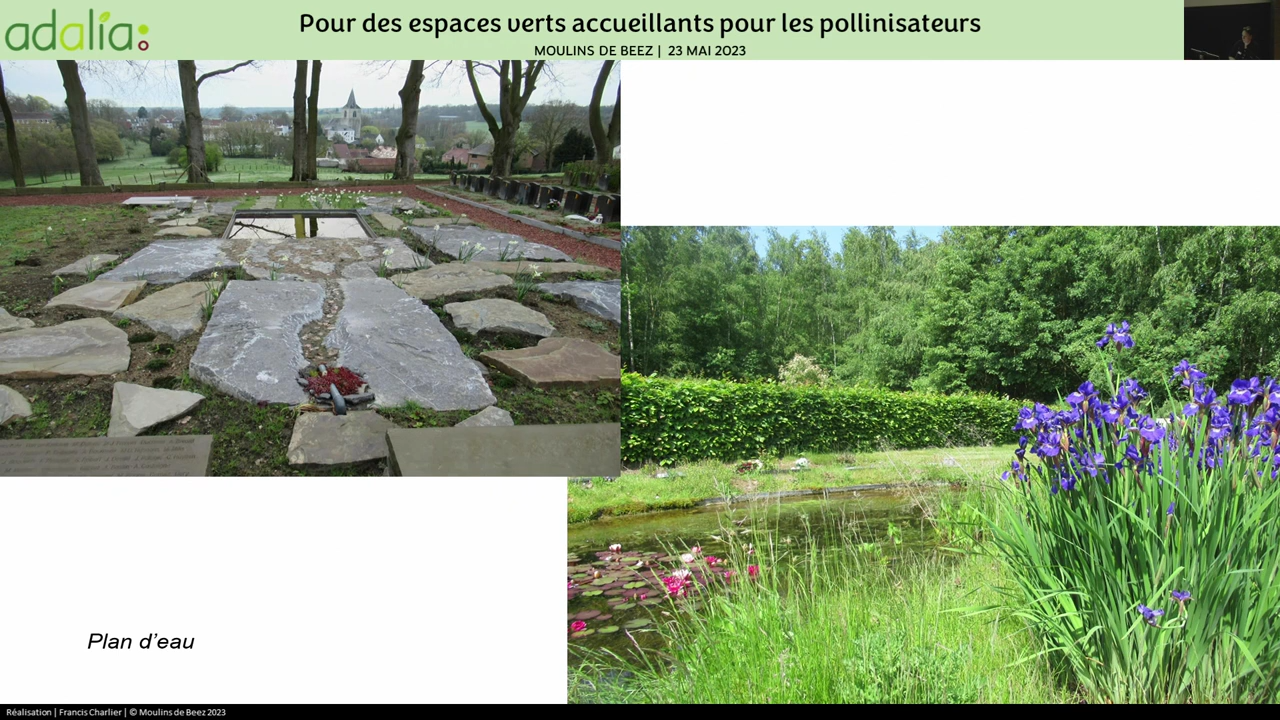 adalia:
Pour des espaces verts accueillants pour les pollinisateurs
MOULINS DE BEEZ | 23 MAI 2023
Plan d'eau
Réalisation | Francis Charlier | © Moulins de Beez 2023